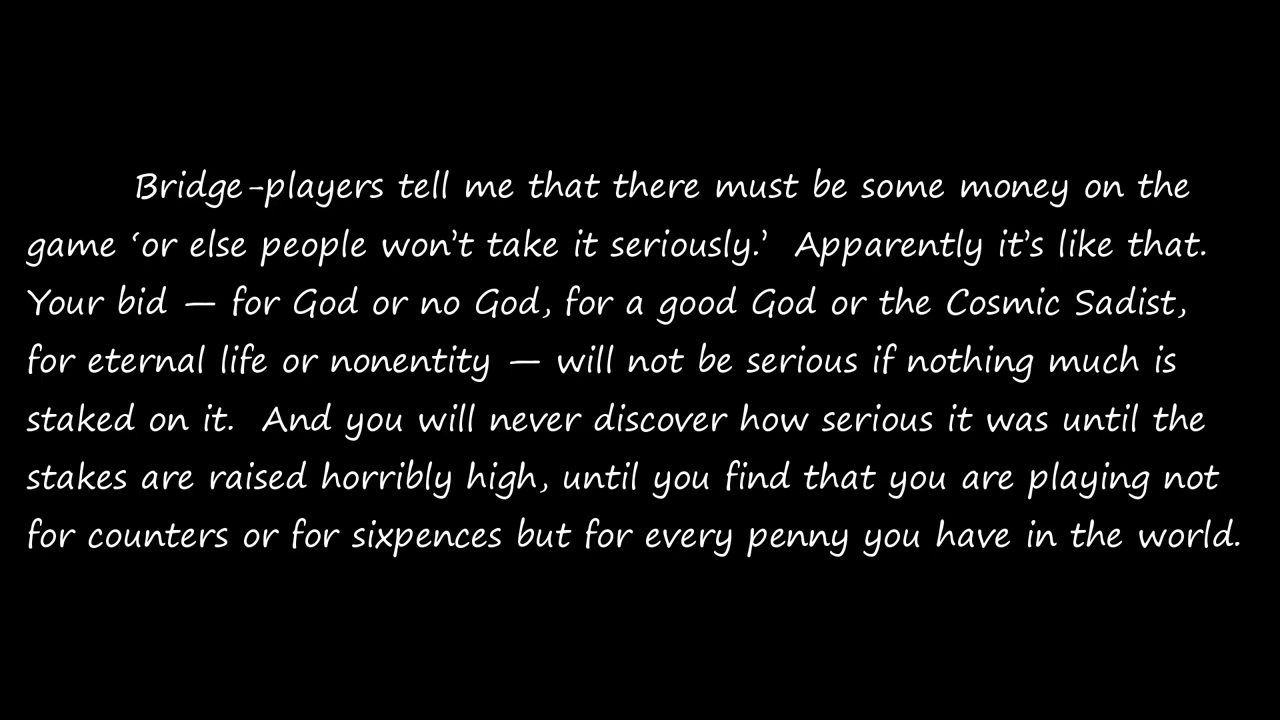 Bridge-players tell me that there must be some money on the
game ‘or else people won’t take it seriously.’ Apparently it’s like that.
Your bid — for God or no God, for a good God or the Cosmic Sadist,
for eternal life or nonentity — will not be serious if nothing much is
staked on it. And you will never discover how serious it was until the
stakes are raised horribly high, until you find that you are playing not
for counters or for sixpences but for every penny you have in the world.